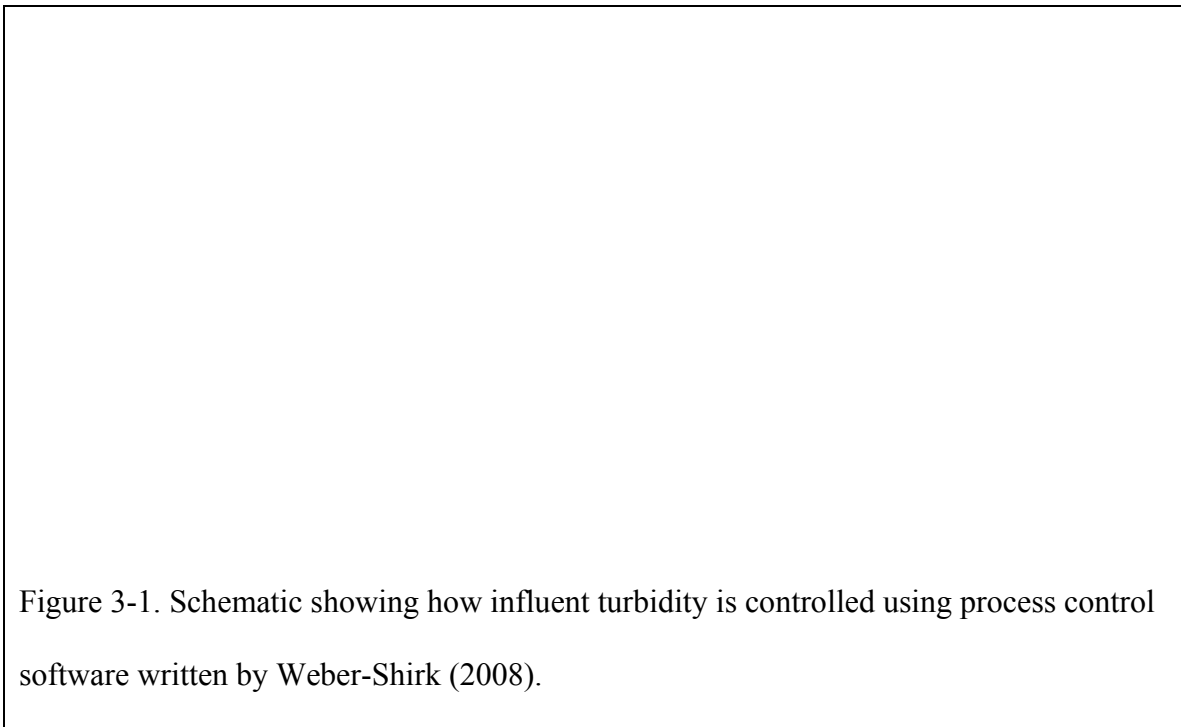 Figure 3-1. Schematic showing how influent turbidity is controlled using process control
software written by Weber-Shirk (2008).